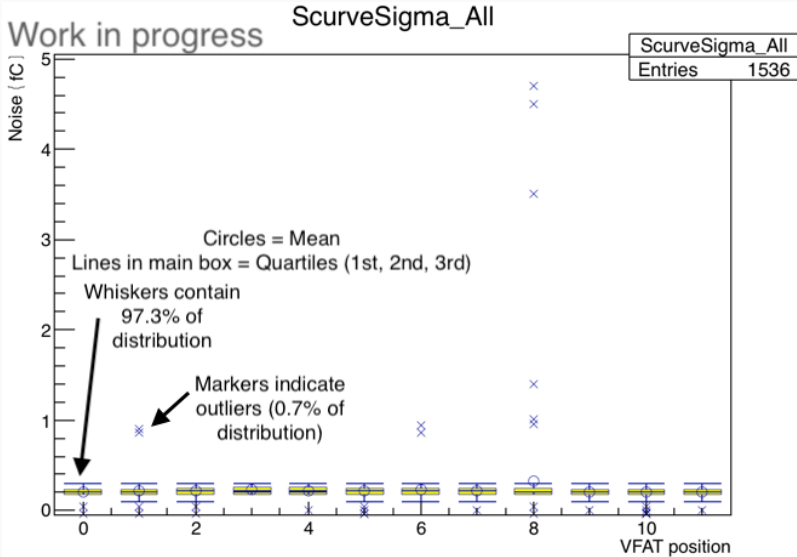 ScurveSigma_All
Work in progress
ScurveSigma_All
Entries 1536
Noise (fC)
5
4
3
2
1
0
Circles = Mean
Lines in main box = Quartiles (1st, 2nd, 3rd)
Whiskers contain
97.3% of
distribution
Markers indicate
outliers (0.7% of
distribution)
0 2 4 6 8 10
VFAT position